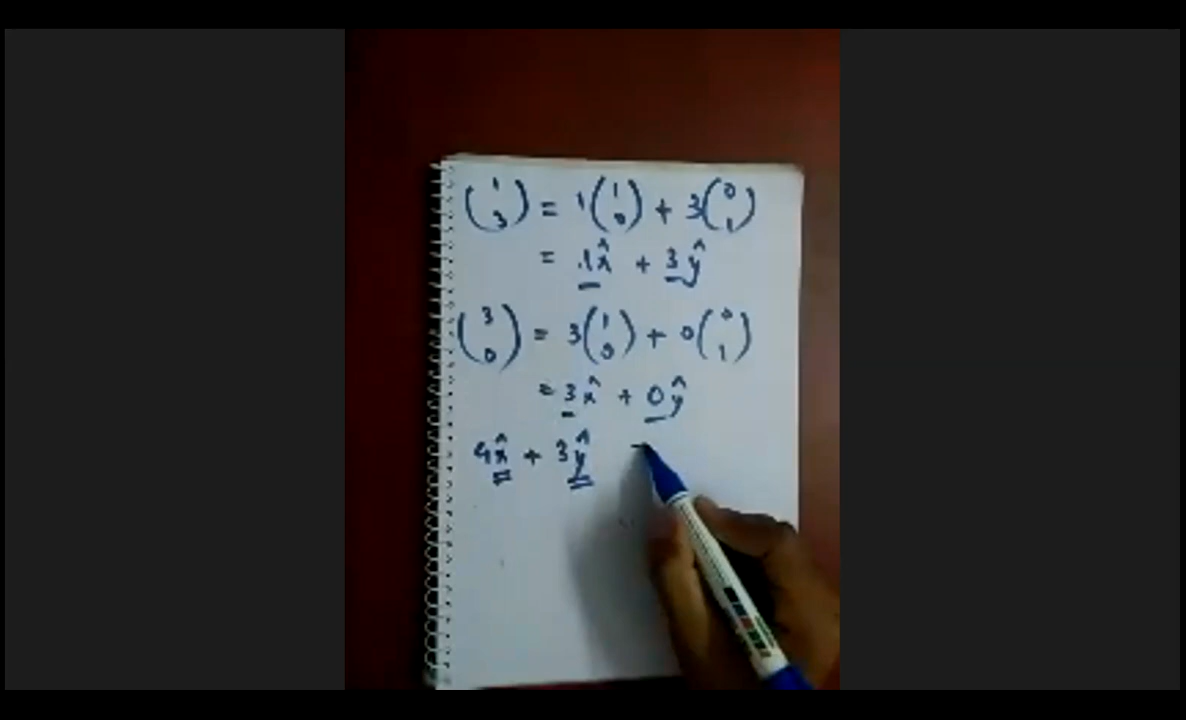 (1 3) = 1(1 0) + 3(0 1)
= 1x̂ + 3ŷ
(3 0) = 3(1 0) + 0(0 1)
= 3x̂ + 0ŷ
4x̂ + 3ŷ